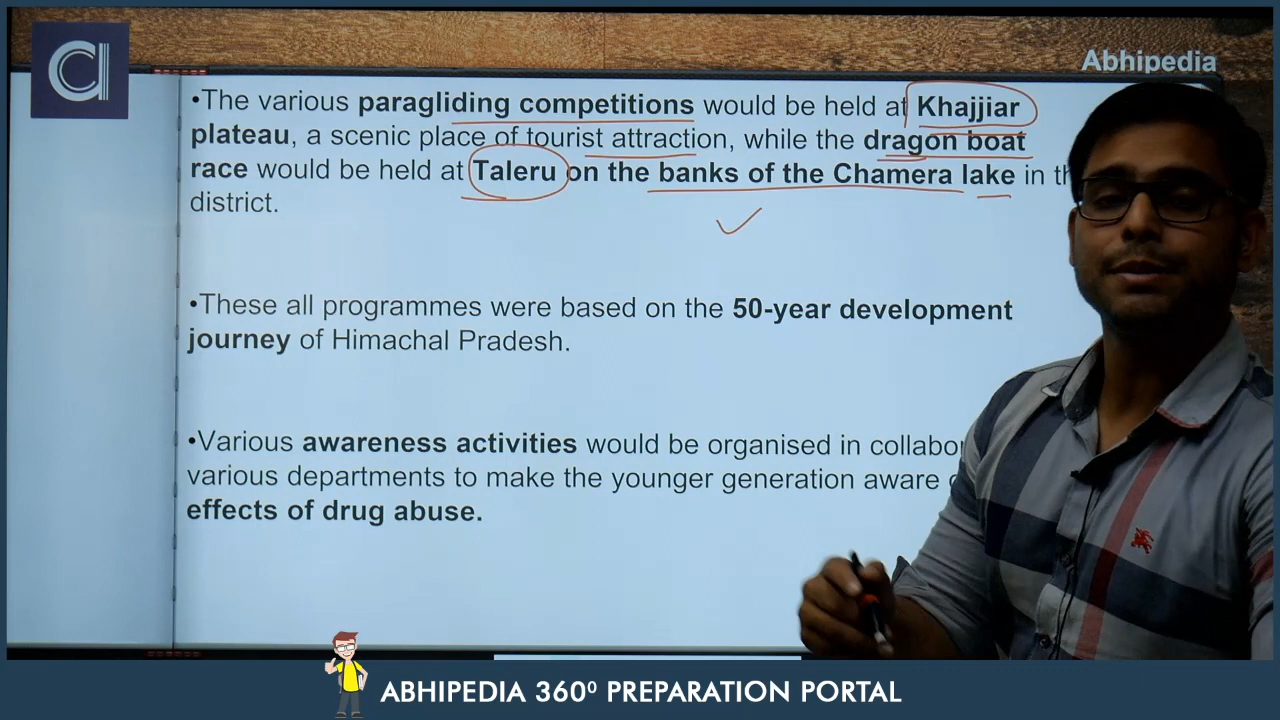 Abhipedia
•The various paragliding competitions would be held at Khajjiar
plateau, a scenic place of tourist attraction, while the dragon boat
race would be held at Taleru on the banks of the Chamera lake in
district.
•These all programmes were based on the 50-year development
journey of Himachal Pradesh.
•Various awareness activities would be organised in
various departments to make the younger generation aware
effects of drug abuse.
ABHIPEDIA 360⁰ PREPARATION PORTAL